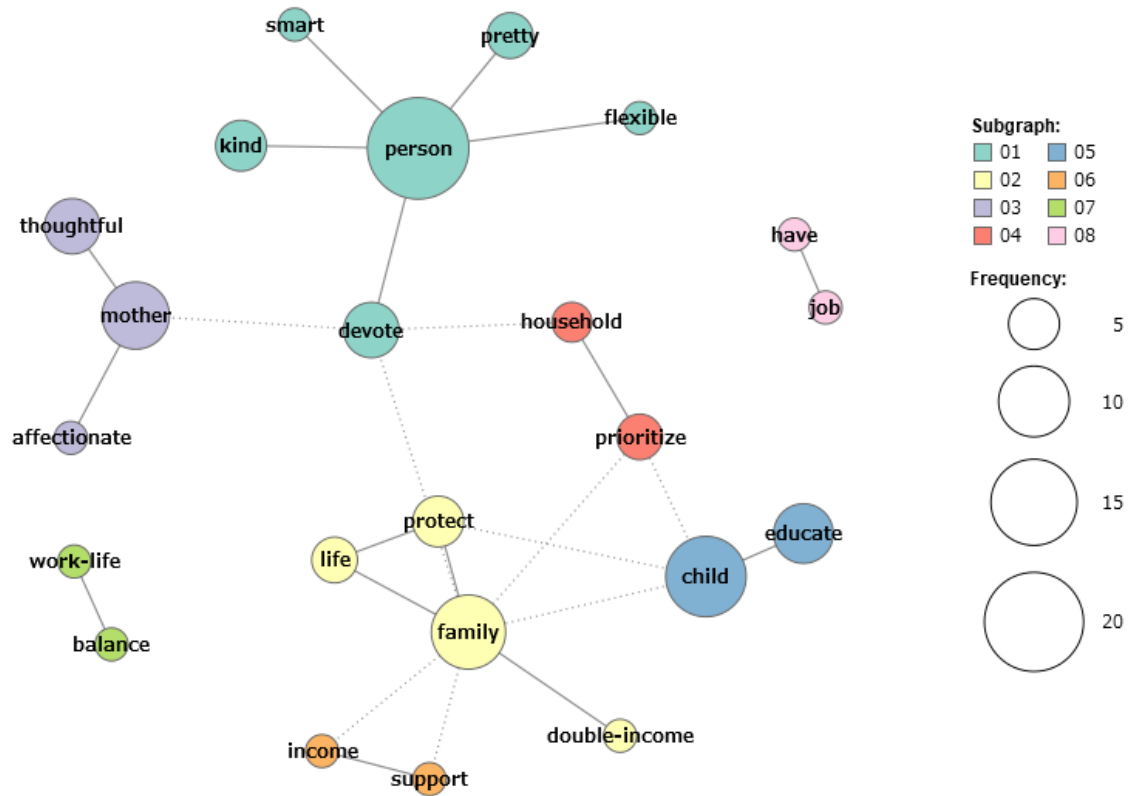 smart
pretty
flexible
kind
person
thoughtful
mother
devote
household
have
job
affectionate
prioritize
protect
life
educate
child
work-life
balance
family
income
support
double-income
Subgraph:
01 05
02 06
03 07
04 08
Frequency:
5
10
15
20